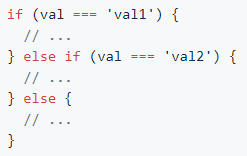 if (val === 'val1') {
  // ...
} else if (val === 'val2') {
  // ...
} else {
  // ...
}